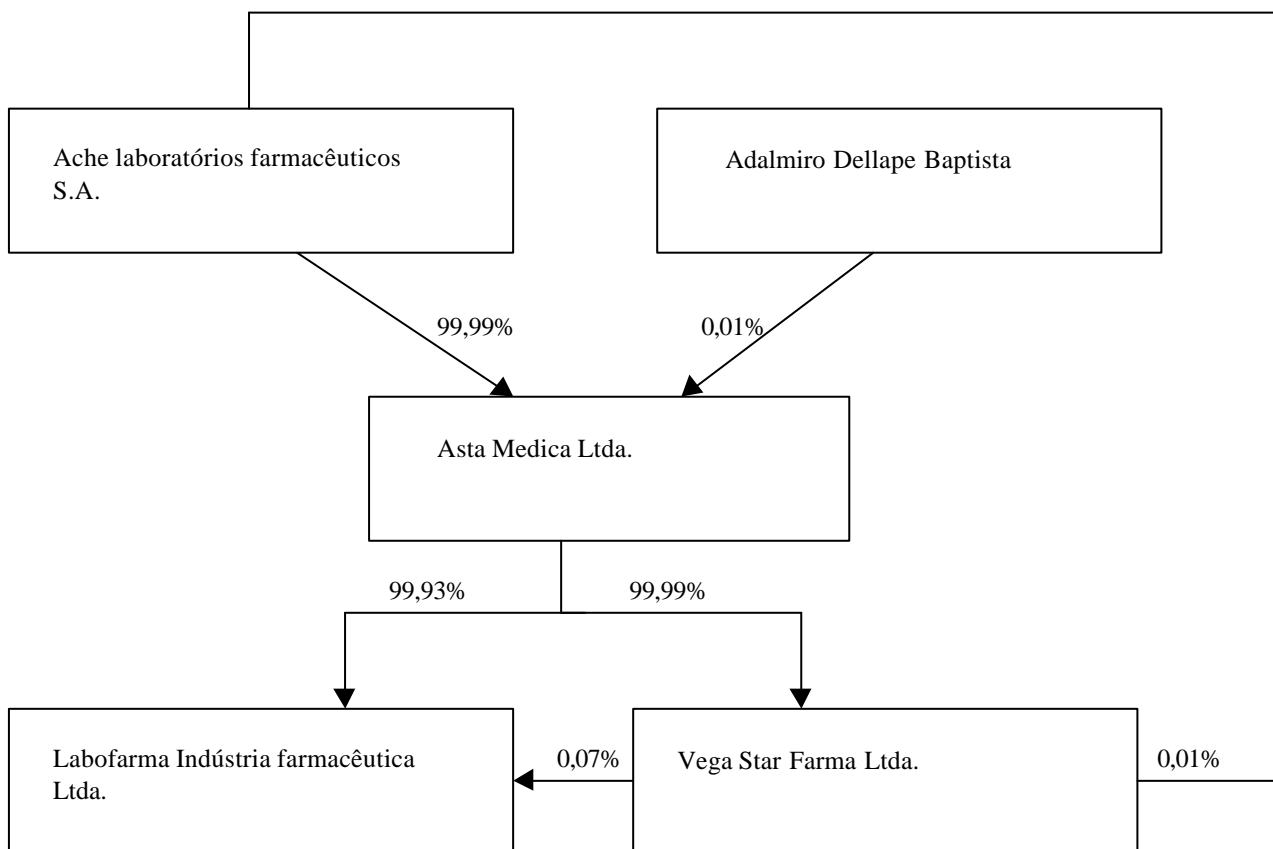 Ache laboratórios farmacêuticos
S.A.
Adalmiro Dellape Baptista
99,99%
0,01%
Asta Medica Ltda.
99,93%
99,99%
Labofarma Indústria farmacêutica
Ltda.
0,07%
Vega Star Farma Ltda.
0,01%